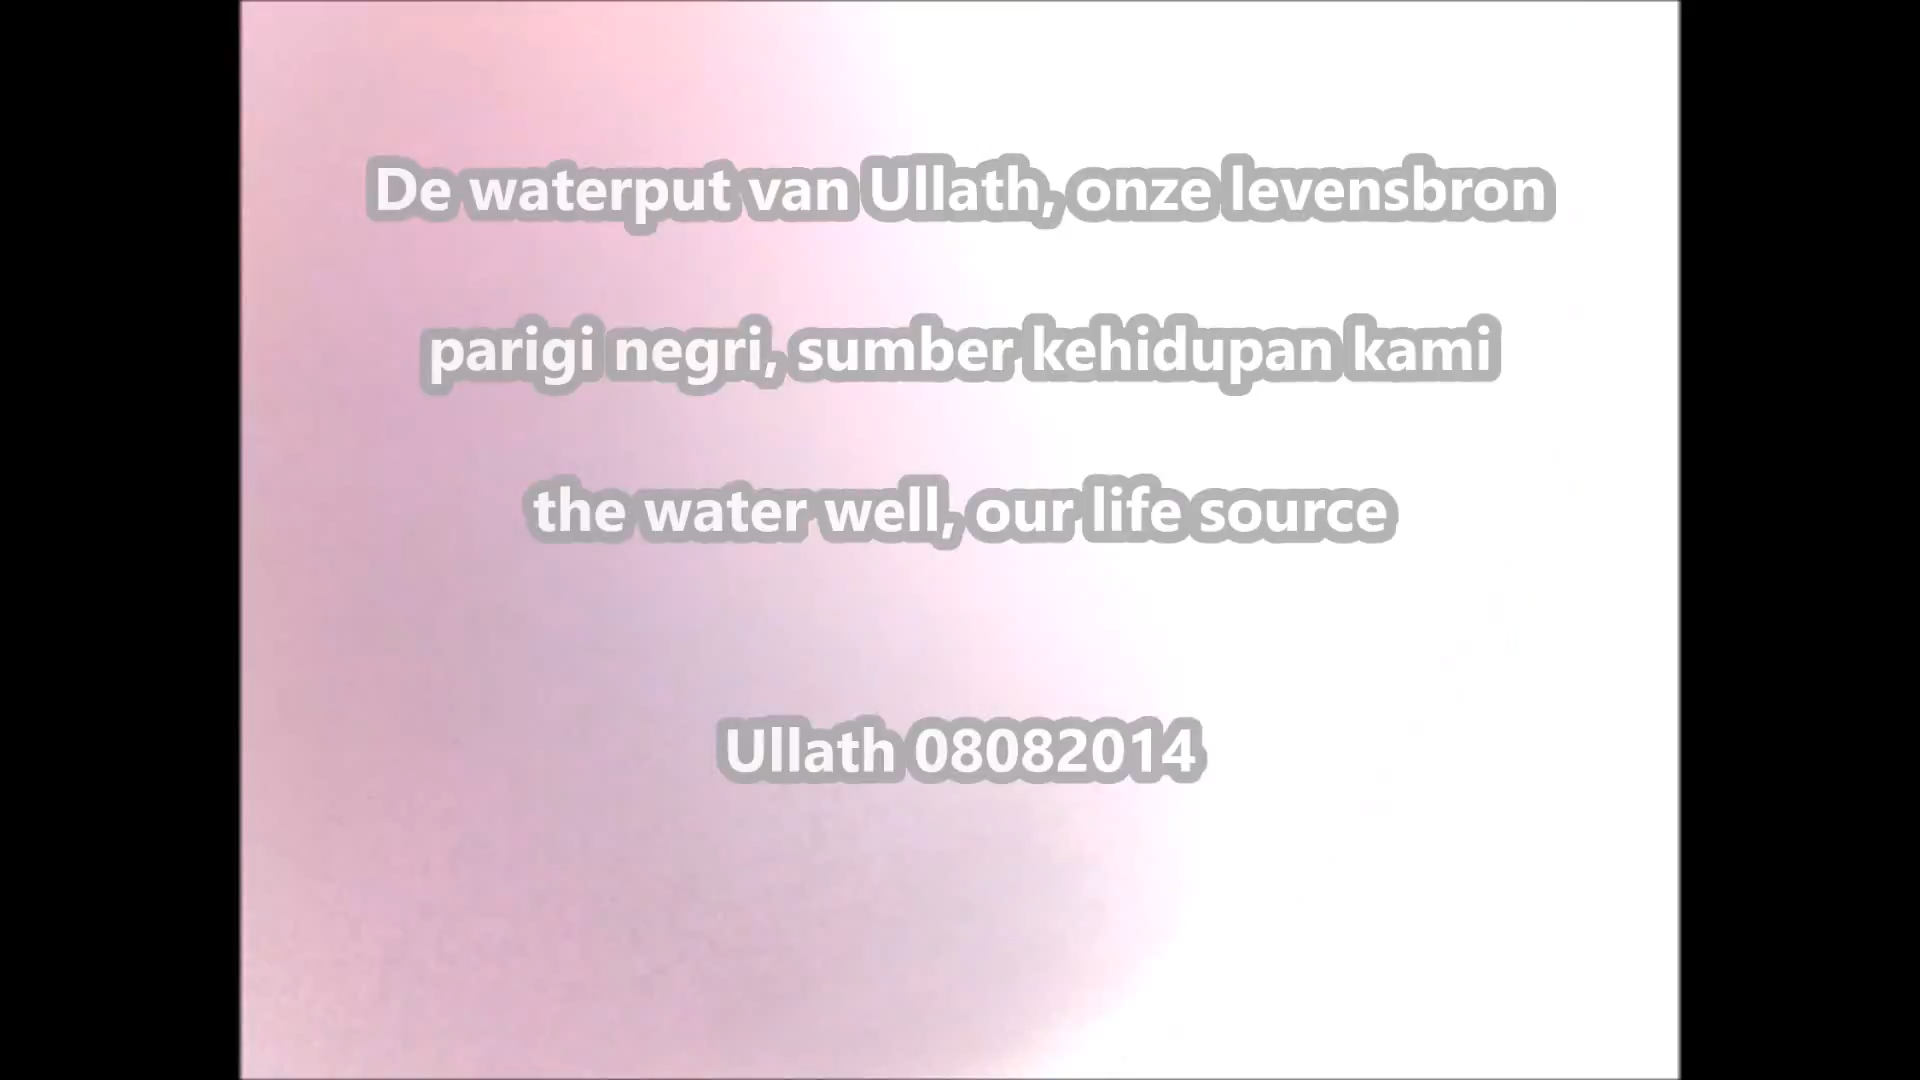 De waterput van Ullath, onze levensbron
parigi negri, sumber kehidupan kami
the water well, our life source
Ullath 08082014